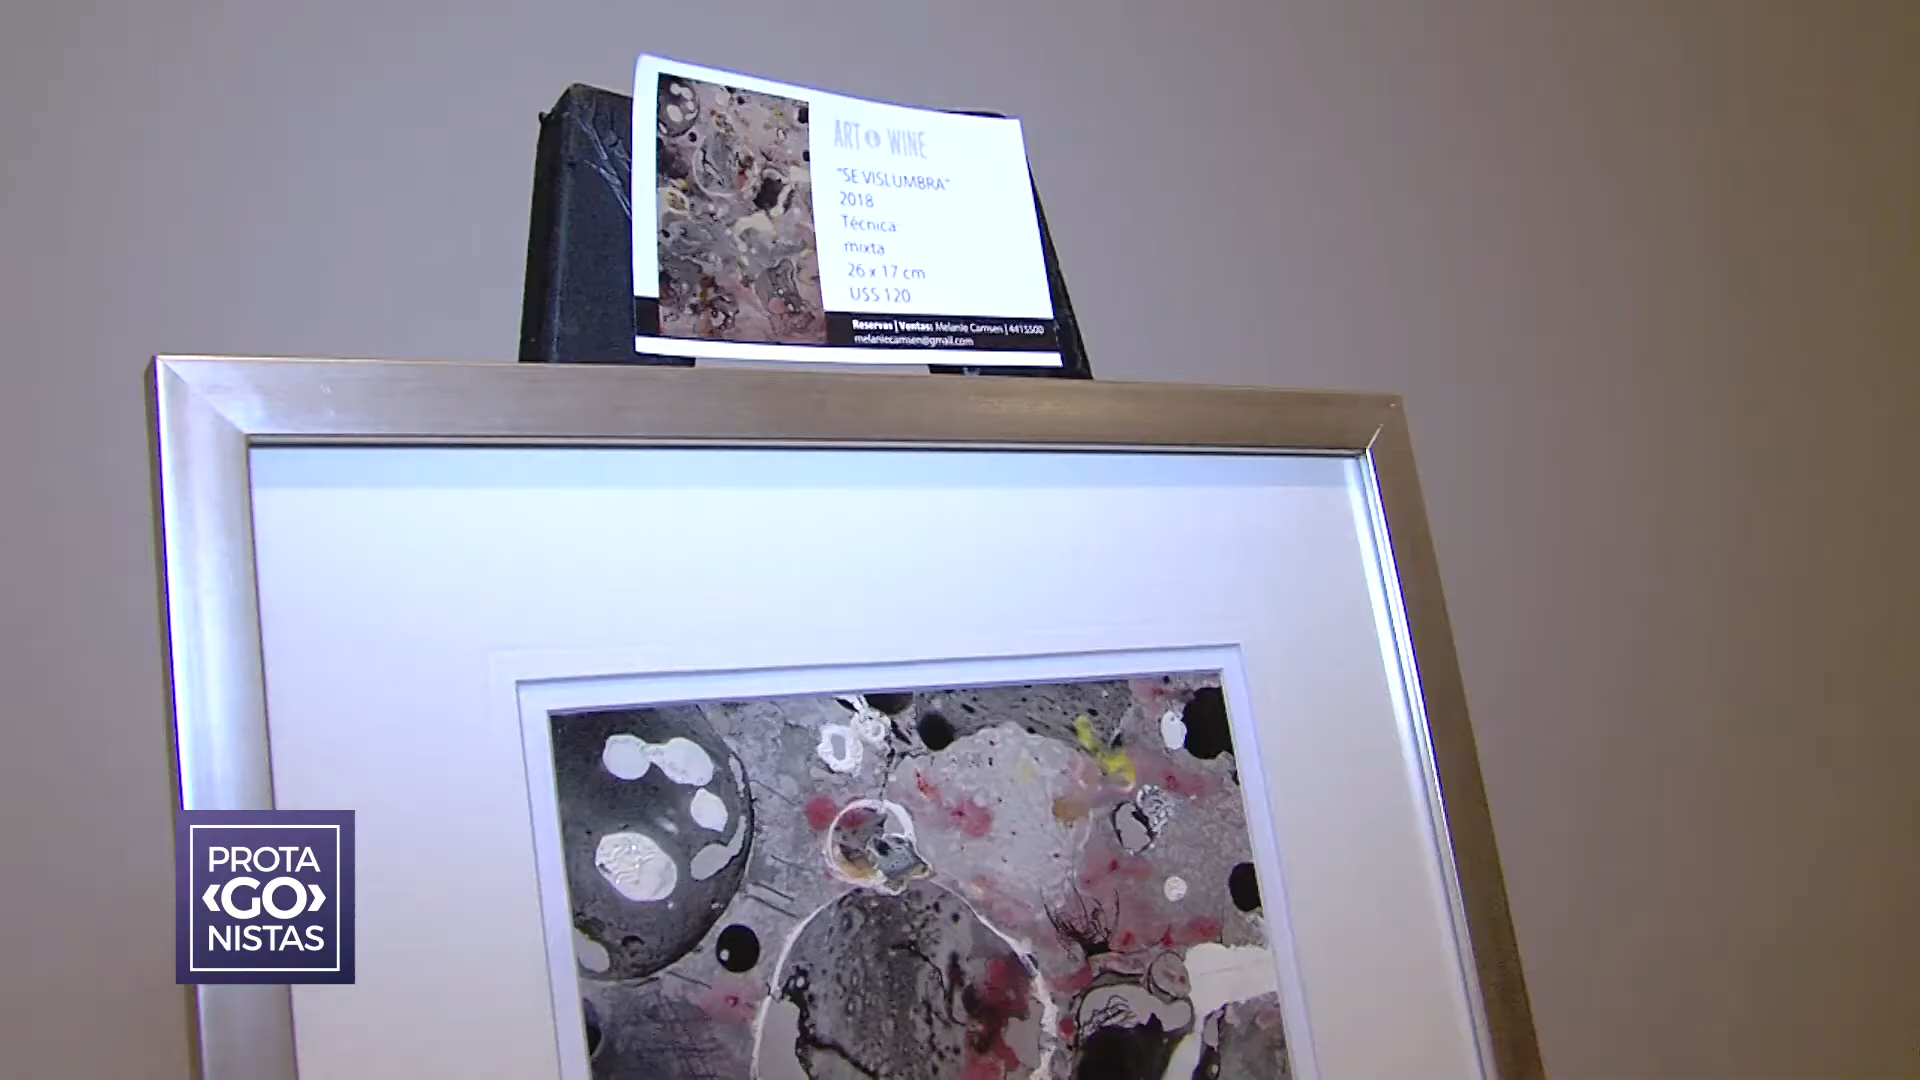 ART & WINE
"SE VISLUMBRA"
2018
Técnica:
mixta
26 x 17 cm
US$ 120
Reservas | Ventas: Melanie Camsen | 4415500
melaniecamsen@gmail.com
PROTA
<GO>
NISTAS